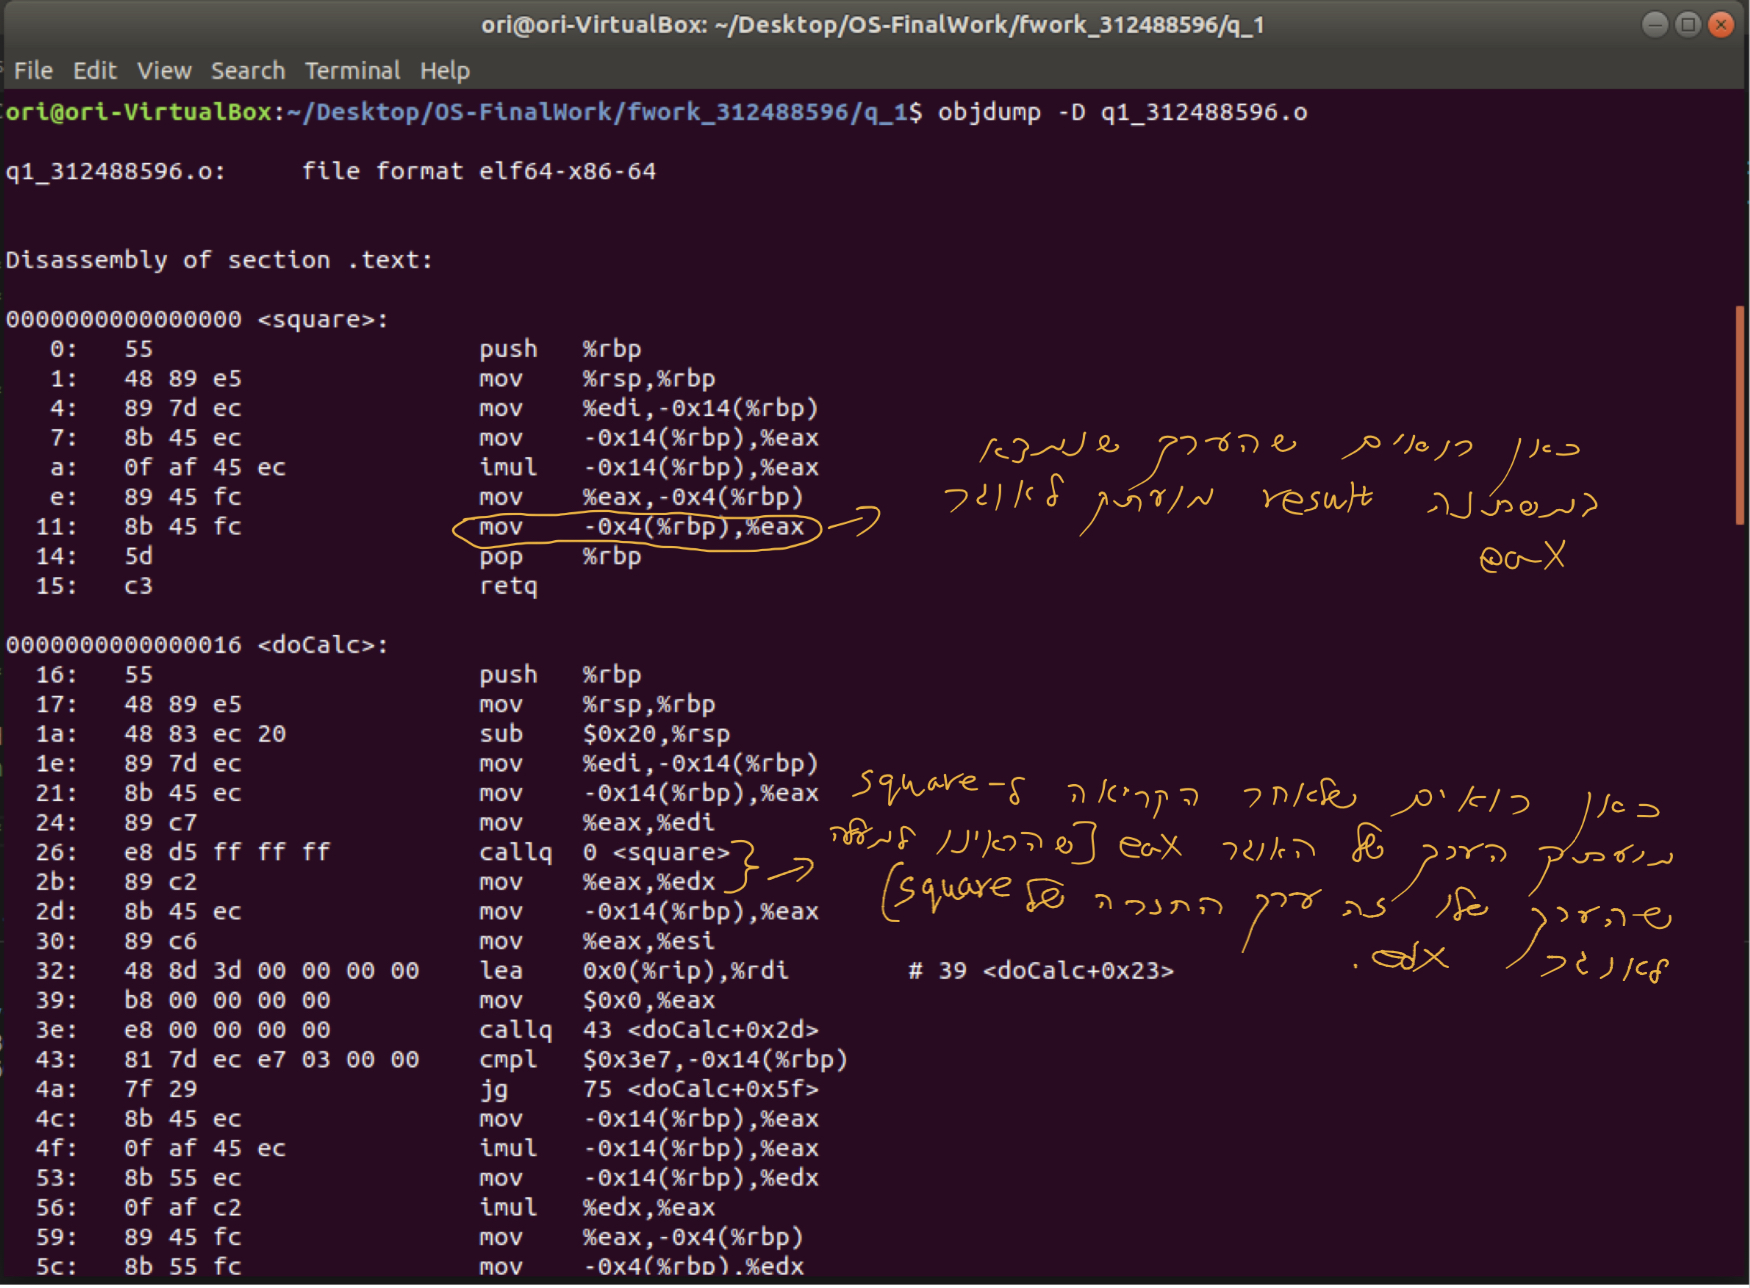 ori@ori-VirtualBox: ~/Desktop/OS-FinalWork/fwork_312488596/q_1
File Edit View Search Terminal Help
ori@ori-VirtualBox:~/Desktop/OS-FinalWork/fwork_312488596/q_1$ objdump -D q1_312488596.o
q1_312488596.o:     file format elf64-x86-64
Disassembly of section .text:
0000000000000000 <square>:
0: 55 push %rbp
1: 48 89 e5 mov %rsp,%rbp
4: 89 7d ec mov %edi,-0x14(%rbp)
7: 8b 45 ec mov -0x14(%rbp),%eax
a: 0f af 45 ec imul -0x14(%rbp),%eax
e: 89 45 fc mov %eax,-0x4(%rbp)
11: 8b 45 fc mov -0x4(%rbp),%eax
14: 5d pop %rbp
15: c3 retq
כאן רואים שהערך שנמצא
במשתנה result מועתק לאוגר
eax
0000000000000016 <doCalc>:
16: 55 push %rbp
17: 48 89 e5 mov %rsp,%rbp
1a: 48 83 ec 20 sub $0x20,%rsp
1e: 89 7d ec mov %edi,-0x14(%rbp)
21: 8b 45 ec mov -0x14(%rbp),%eax
24: 89 c7 mov %eax,%edi
26: e8 d5 ff ff ff callq 0 <square>
2b: 89 c2 mov %eax,%edx
2d: 8b 45 ec mov -0x14(%rbp),%eax
30: 89 c6 mov %eax,%esi
32: 48 8d 3d 00 00 00 00 lea 0x0(%rip),%rdi # 39 <doCalc+0x23>
39: b8 00 00 00 00 mov $0x0,%eax
3e: e8 00 00 00 00 callq 43 <doCalc+0x2d>
43: 81 7d ec e7 03 00 00 cmpl $0x3e7,-0x14(%rbp)
4a: 7f 29 jg 75 <doCalc+0x5f>
4c: 8b 45 ec mov -0x14(%rbp),%eax
4f: 0f af 45 ec imul -0x14(%rbp),%eax
53: 8b 55 ec mov -0x14(%rbp),%edx
56: 0f af c2 imul %edx,%eax
59: 89 45 fc mov %eax,-0x4(%rbp)
5c: 8b 55 fc mov -0x4(%rbp),%edx
כאן רואים שלאחר הקריאה ל-square
מועתק הערך של האוגר eax [שהראינו למעלה
שהערך שלו זה ערך החזרה של square)
לאוגר edx.